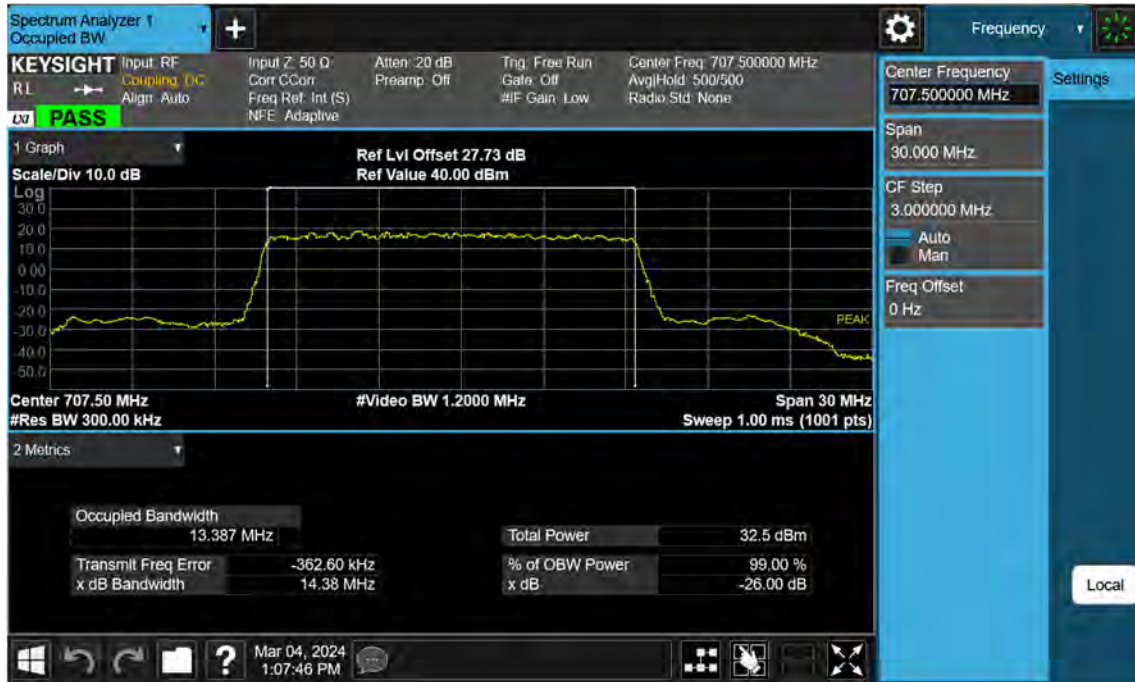 Spectrum Analyzer 1
Occupied BW
+
Frequency
KEYSIGHT
RL
LXI
PASS
Input: RF
Coupling: DC
Align: Auto
Input Z: 50 Ω
Corr CCorr
Freq Ref: Int (S)
NFE: Adaptive
Atten: 20 dB
Preamp: Off
Trig: Free Run
Gate: Off
#IF Gain: Low
Center Freq: 707.500000 MHz
Avg|Hold: 500/500
Radio Std: None
1 Graph
Scale/Div 10.0 dB
Ref Lvl Offset 27.73 dB
Ref Value 40.00 dBm
Log
30.0
20.0
10.0
0.00
-10.0
-20.0
-30.0
-40.0
-50.0
PEAK
Center 707.50 MHz
#Video BW 1.2000 MHz
Span 30 MHz
#Res BW 300.00 kHz
Sweep 1.00 ms (1001 pts)
2 Metrics
Occupied Bandwidth
13.387 MHz
Total Power 32.5 dBm
Transmit Freq Error -362.60 kHz
% of OBW Power 99.00 %
x dB Bandwidth 14.38 MHz
x dB -26.00 dB
Center Frequency
707.500000 MHz
Settings
Span
30.000 MHz
CF Step
3.000000 MHz
Auto
Man
Freq Offset
0 Hz
Local
?
Mar 04, 2024
1:07:46 PM